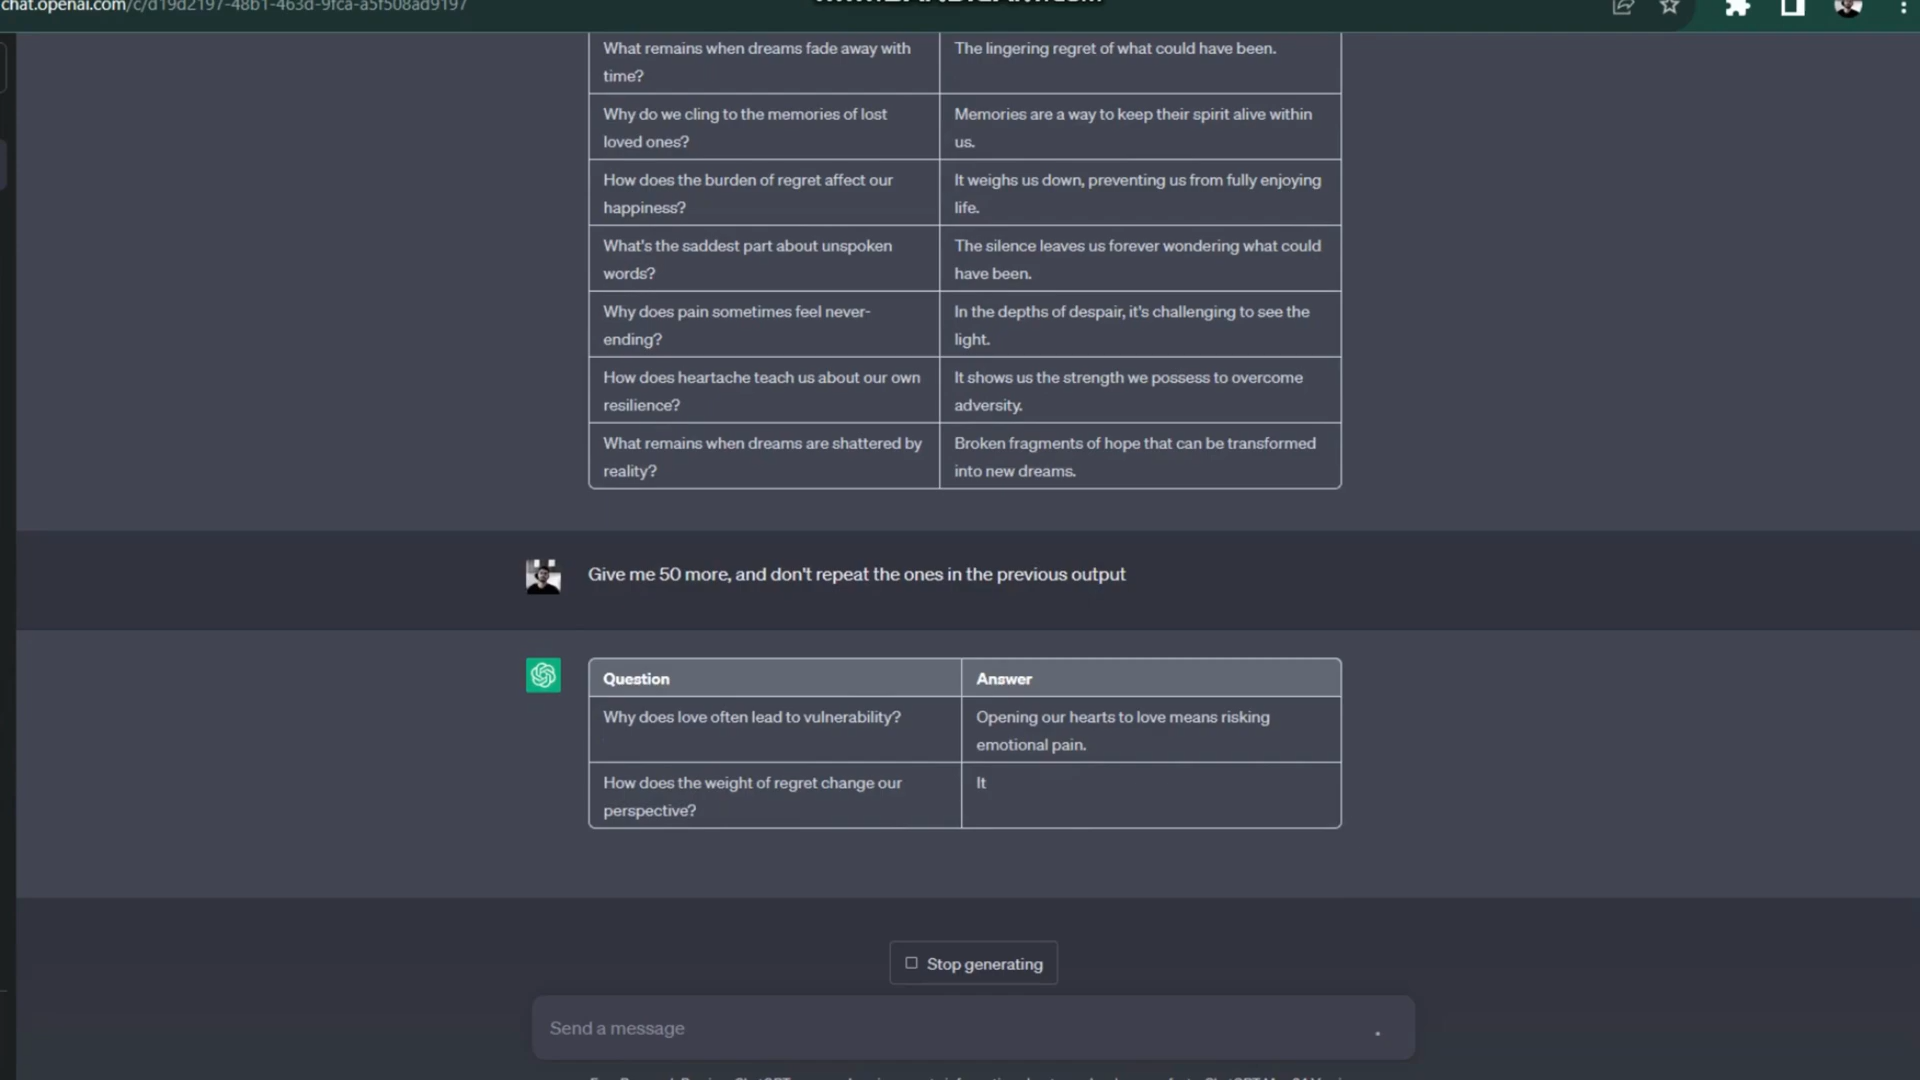 chat.openai.com/c/d19d2197-48b1-463d-9fca-a5f508ad9197
What remains when dreams fade away with
time?
The lingering regret of what could have been.
Why do we cling to the memories of lost
loved ones?
Memories are a way to keep their spirit alive within
us.
How does the burden of regret affect our
happiness?
It weighs us down, preventing us from fully enjoying
life.
What's the saddest part about unspoken
words?
The silence leaves us forever wondering what could
have been.
Why does pain sometimes feel never-
ending?
In the depths of despair, it's challenging to see the
light.
How does heartache teach us about our own
resilience?
It shows us the strength we possess to overcome
adversity.
What remains when dreams are shattered by
reality?
Broken fragments of hope that can be transformed
into new dreams.
Give me 50 more, and don't repeat the ones in the previous output
Question
Answer
Why does love often lead to vulnerability?
Opening our hearts to love means risking
emotional pain.
How does the weight of regret change our
perspective?
It
Stop generating
Send a message